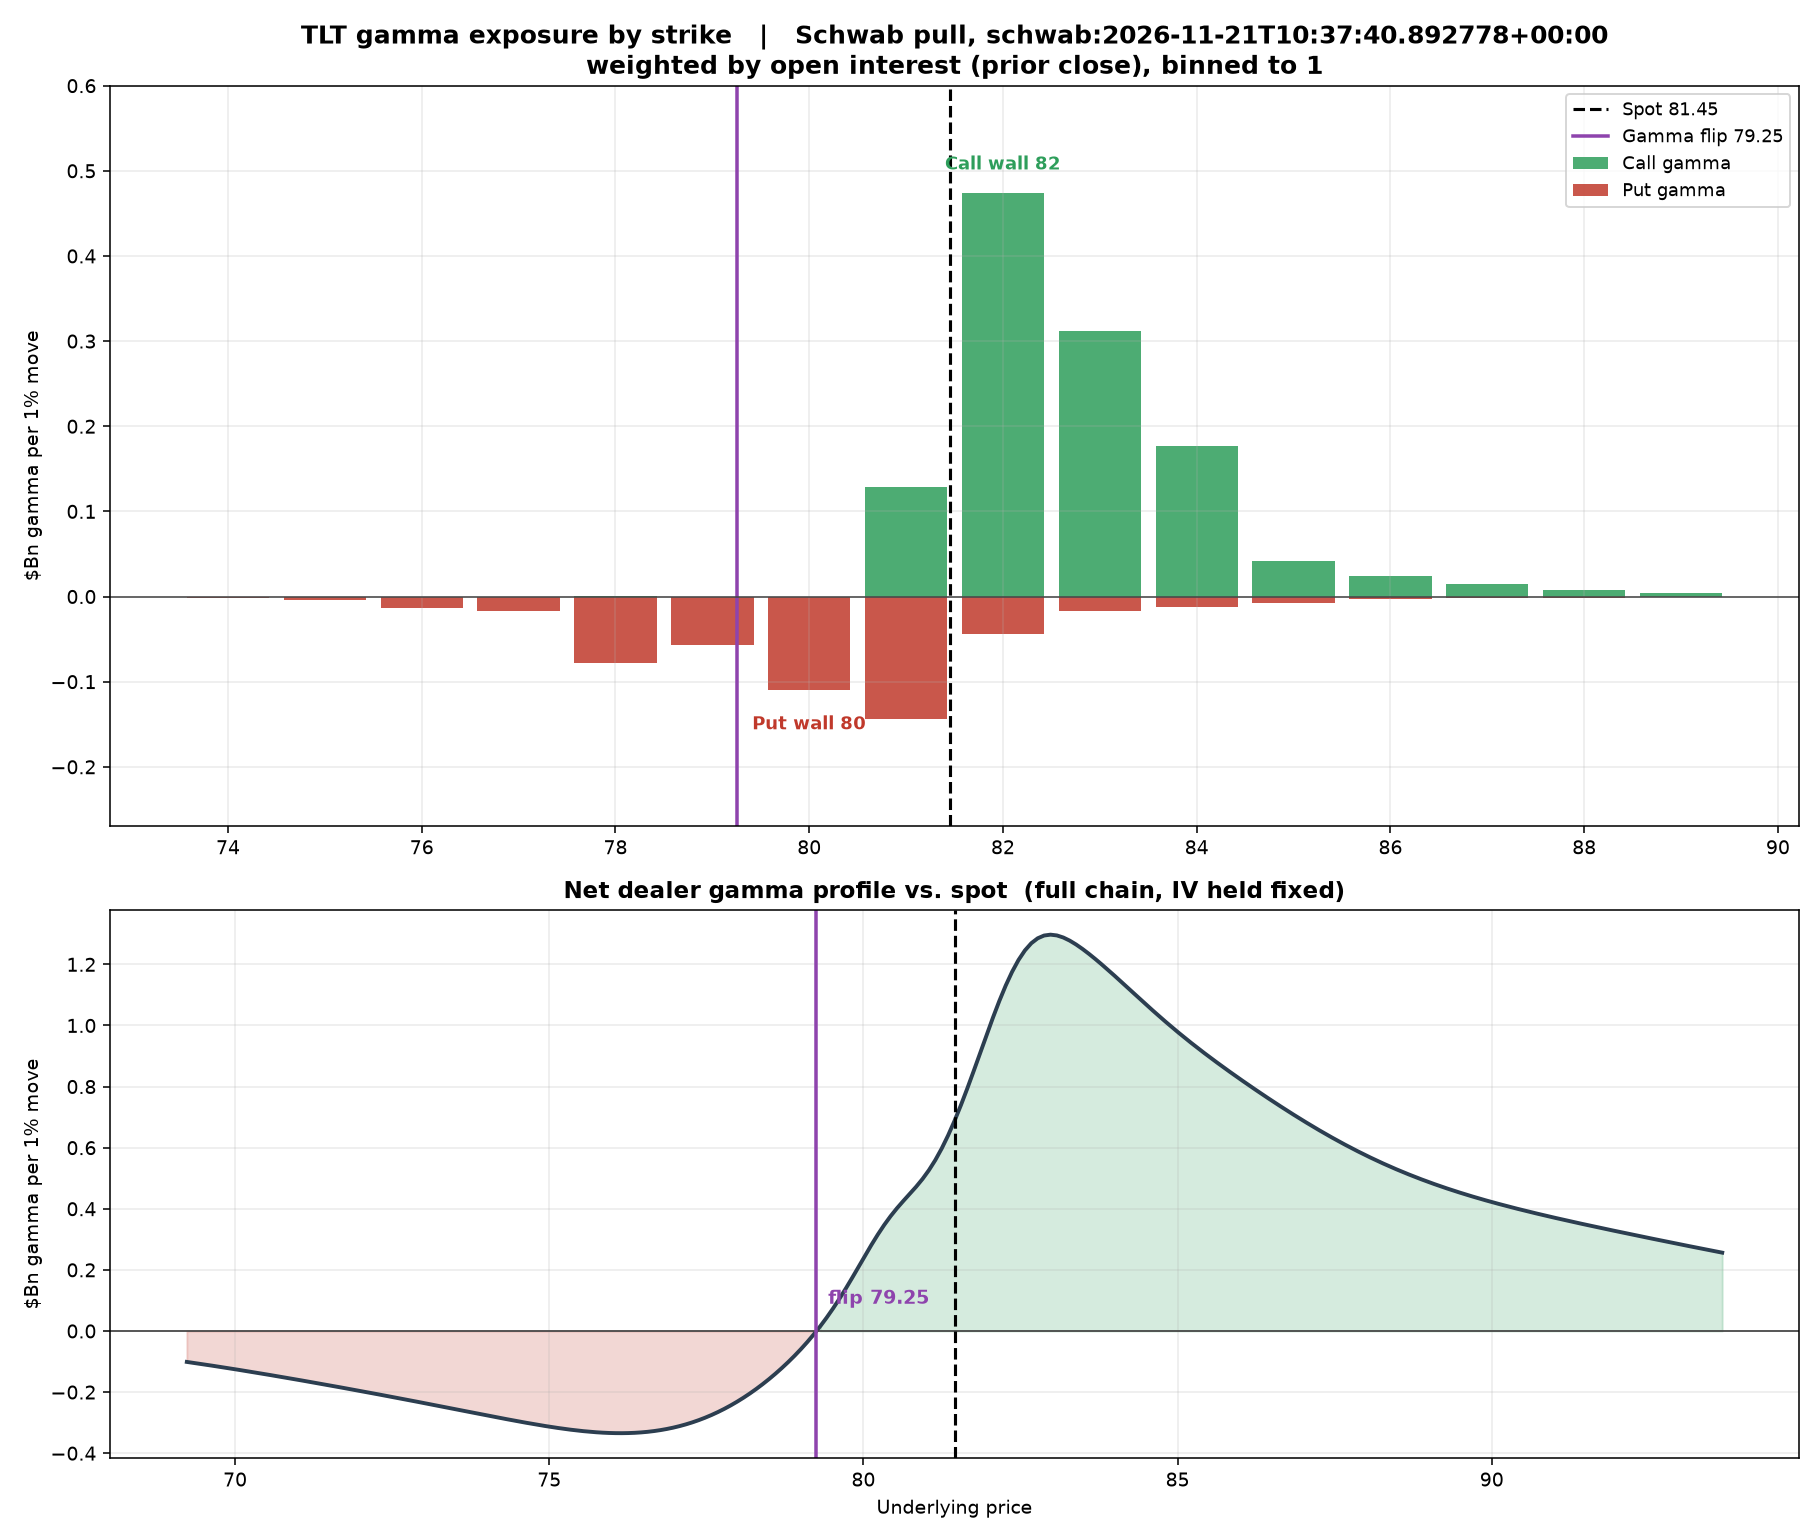 TLT gamma exposure by strike | Schwab pull, schwab:2026-11-21T10:37:40.892778+00:00
weighted by open interest (prior close), binned to 1
0.6
0.5
0.4
0.3
0.2
0.1
0.0
−0.1
−0.2
$Bn gamma per 1% move
Spot 81.45
Gamma flip 79.25
Call gamma
Put gamma
Call wall 82
Put wall 80
74 76 78 80 82 84 86 88 90
Net dealer gamma profile vs. spot (full chain, IV held fixed)
1.2
1.0
0.8
0.6
0.4
0.2
0.0
−0.2
−0.4
$Bn gamma per 1% move
flip 79.25
70 75 80 85 90
Underlying price